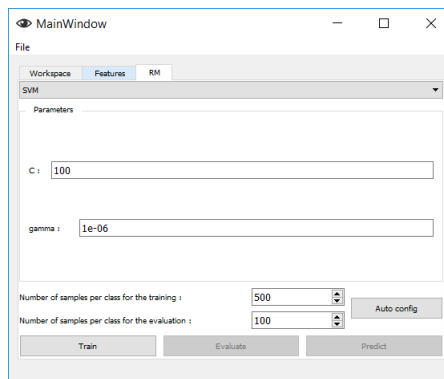 MainWindow
File
Workspace Features RM
SVM
Parameters
C : 100
gamma : 1e-06
Number of samples per class for the training : 500
Auto config
Number of samples per class for the evaluation : 100
Train Evaluate Predict